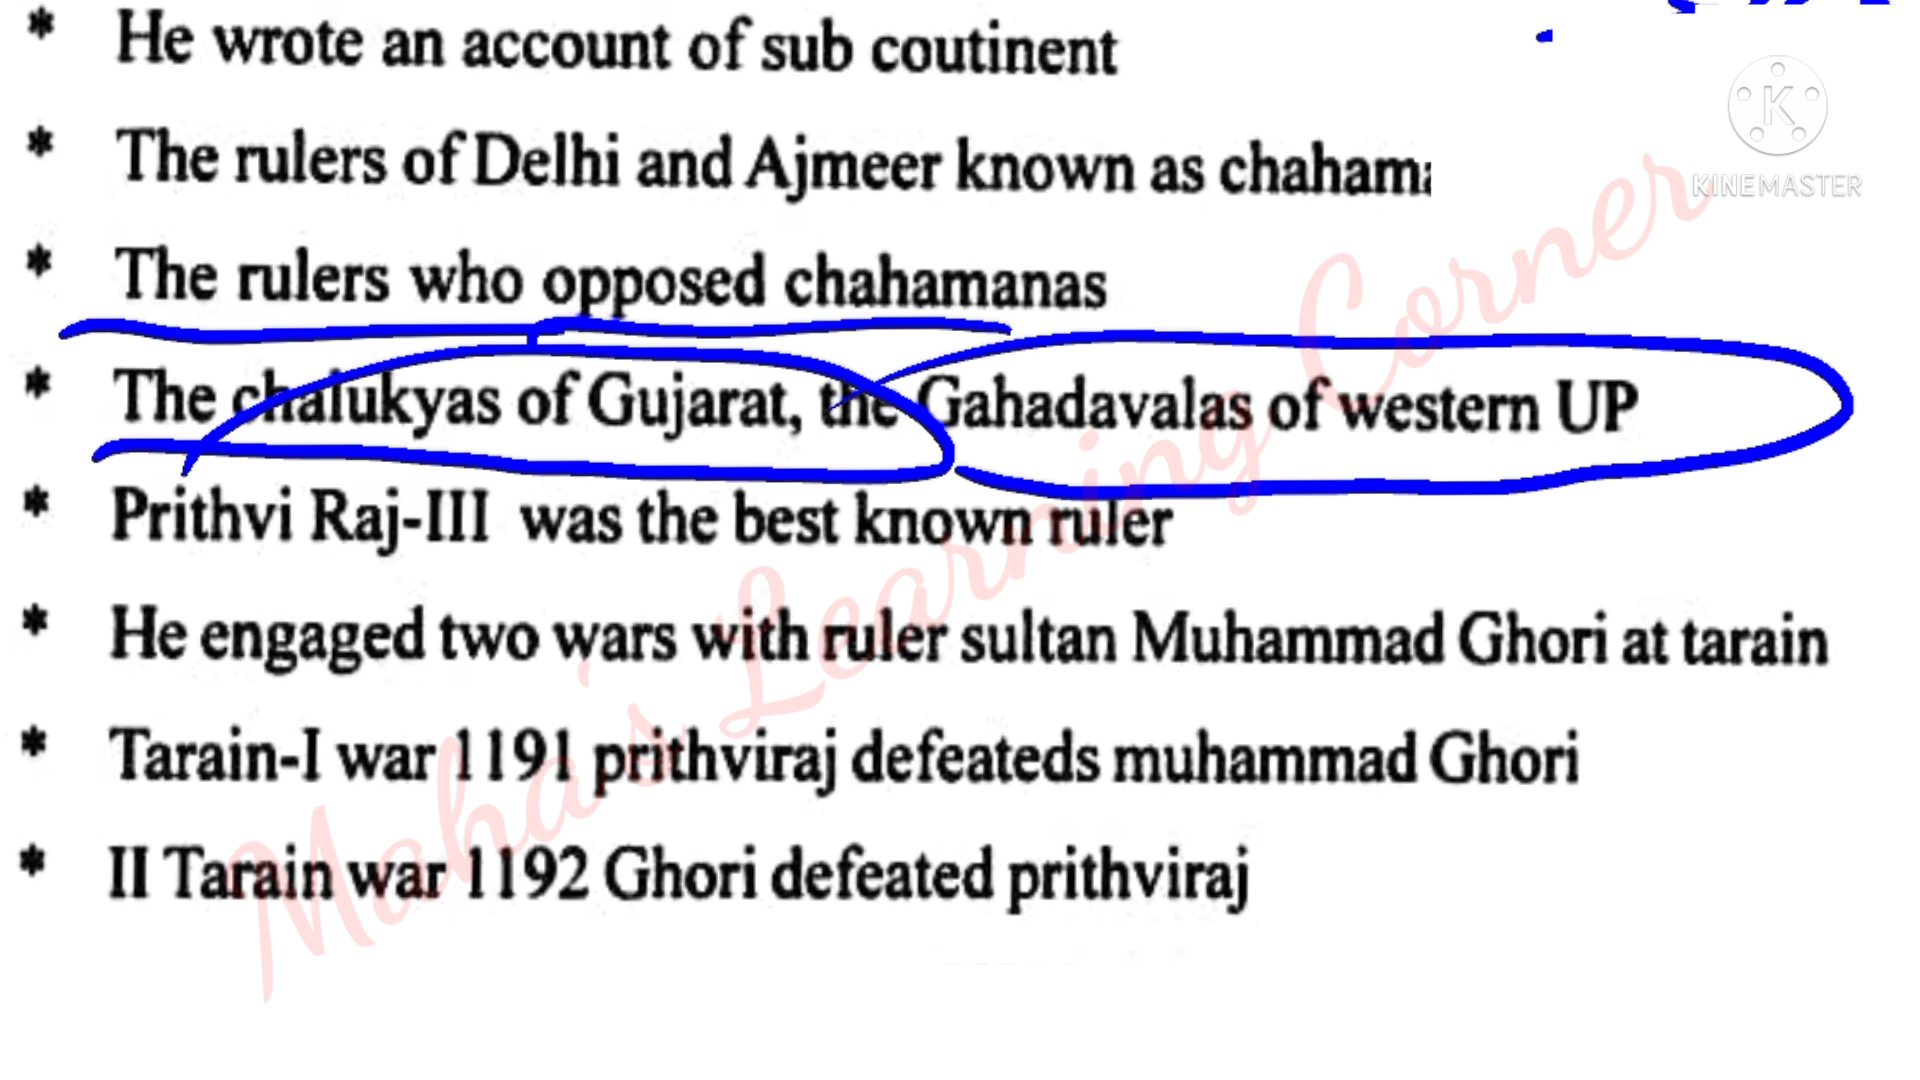 * He wrote an account of sub coutinent
* The rulers of Delhi and Ajmeer known as chaham
* The rulers who opposed chahamanas
* The chalukyas of Gujarat, the Gahadavalas of western UP
* Prithvi Raj-III was the best known ruler
* He engaged two wars with ruler sultan Muhammad Ghori at tarain
* Tarain-I war 1191 prithviraj defeateds muhammad Ghori
* II Tarain war 1192 Ghori defeated prithviraj
Maha's Learning Corner
K
KINEMASTER